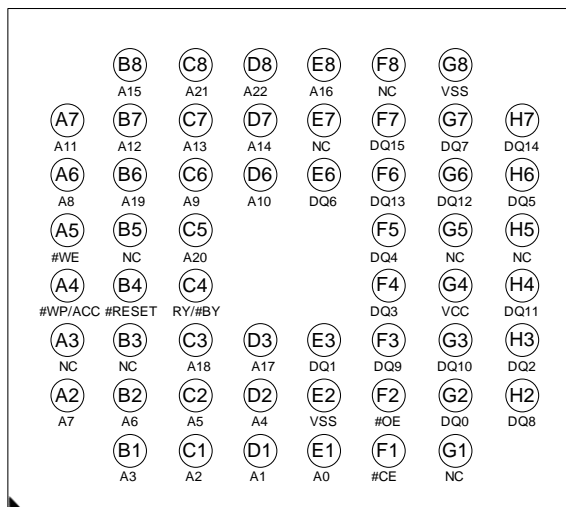 B8 C8 D8 E8 F8 G8
A15 A21 A22 A16 NC VSS
A7 B7 C7 D7 E7 F7 G7 H7
A11 A12 A13 A14 NC DQ15 DQ7 DQ14
A6 B6 C6 D6 E6 F6 G6 H6
A8 A19 A9 A10 DQ6 DQ13 DQ12 DQ5
A5 B5 C5 F5 G5 H5
#WE NC A20 DQ4 NC NC
A4 B4 C4 F4 G4 H4
#WP/ACC #RESET RY/#BY DQ3 VCC DQ11
A3 B3 C3 D3 E3 F3 G3 H3
NC NC A18 A17 DQ1 DQ9 DQ10 DQ2
A2 B2 C2 D2 E2 F2 G2 H2
A7 A6 A5 A4 VSS #OE DQ0 DQ8
B1 C1 D1 E1 F1 G1
A3 A2 A1 A0 #CE NC